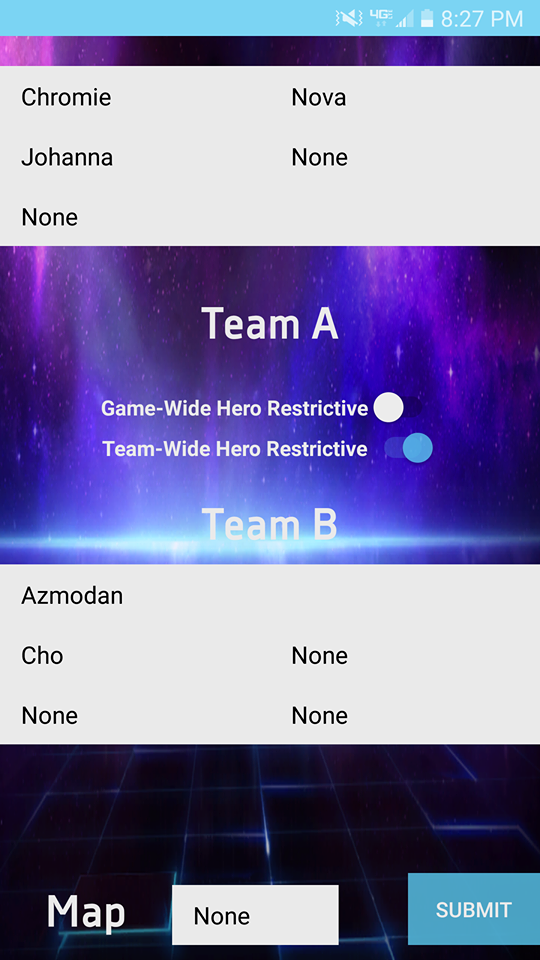 4G LTE 8:27 PM
Chromie Nova
Johanna None
None
Team A
Game-Wide Hero Restrictive
Team-Wide Hero Restrictive
Team B
Azmodan
Cho None
None None
Map None SUBMIT